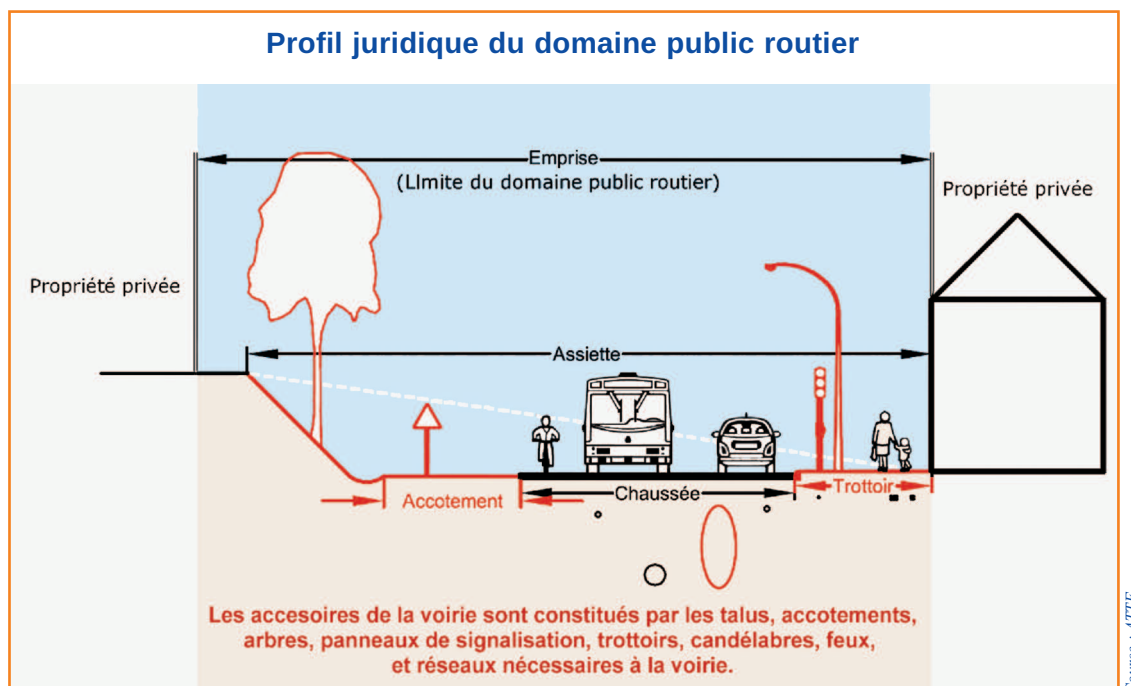 Profil juridique du domaine public routier
Emprise
(LImite du domaine public routier)
Propriété privée
Propriété privée
Assiette
Accotement
Chaussée
Trottoir
Les accesoires de la voirie sont constitués par les talus, accotements,
arbres, panneaux de signalisation, trottoirs, candélabres, feux,
et réseaux nécessaires à la voirie.